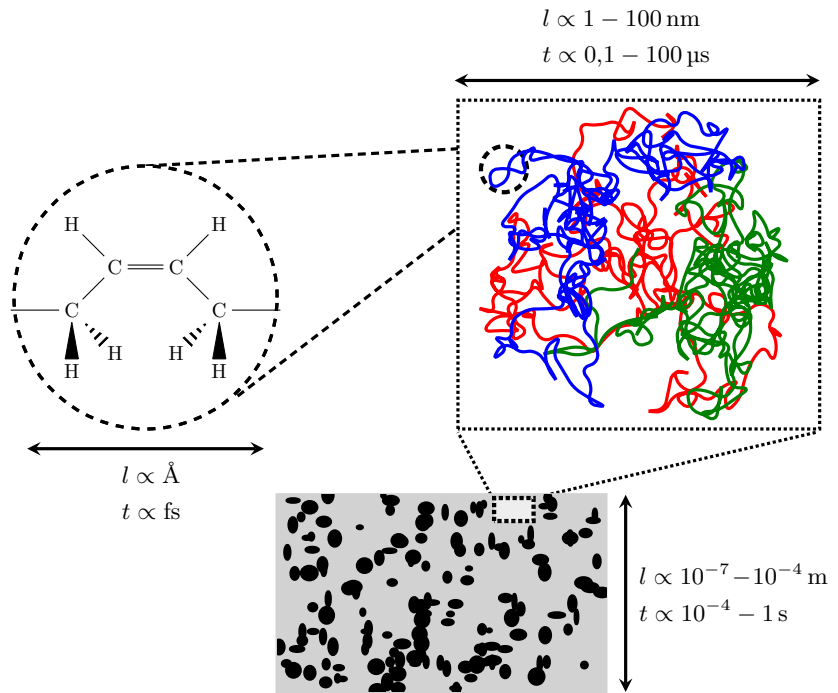 l ∝ 1 − 100 nm
t ∝ 0,1 − 100 µs
H H
C C
C C
H H
H H
l ∝ Å
t ∝ fs
l ∝ 10⁻⁷ − 10⁻⁴ m
t ∝ 10⁻⁴ − 1 s